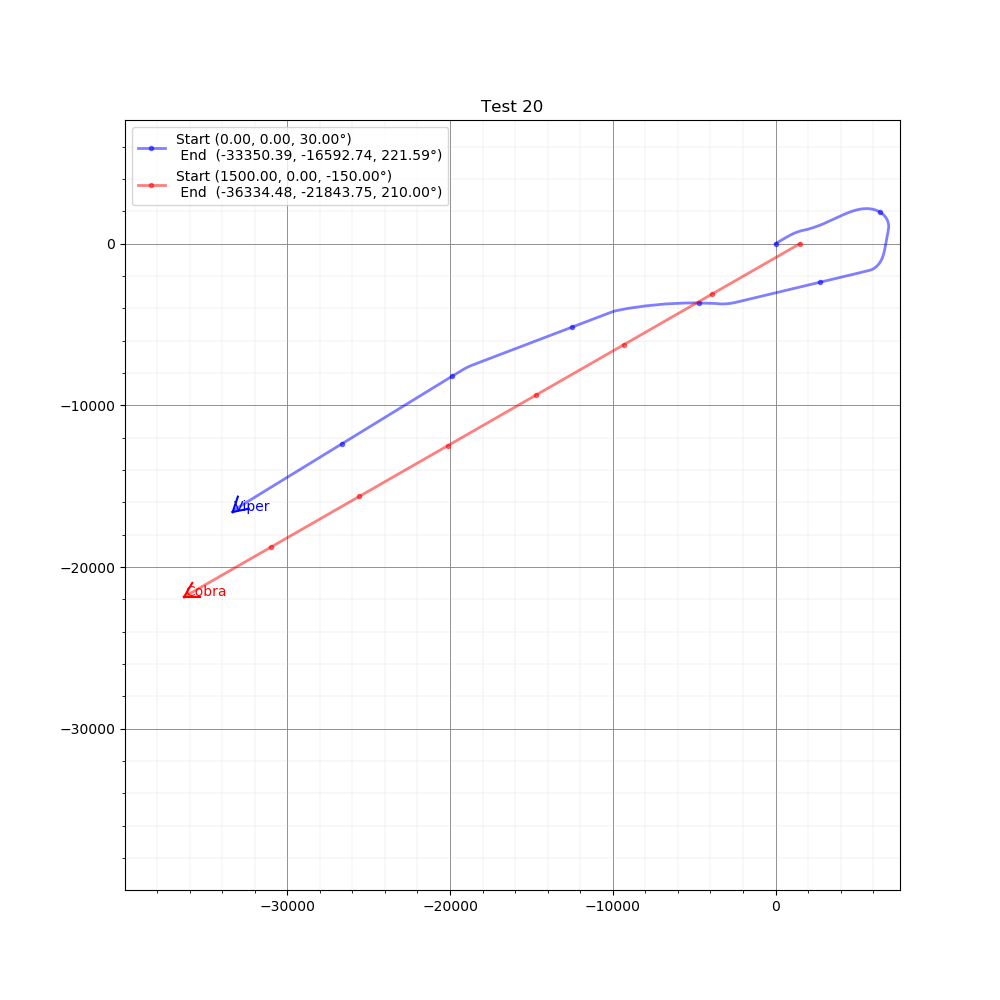 Test 20
Start (0.00, 0.00, 30.00°)
End  (-33350.39, -16592.74, 221.59°)
Start (1500.00, 0.00, -150.00°)
End  (-36334.48, -21843.75, 210.00°)
0
−10000
−20000
−30000
Viper
Cobra
−30000
−20000
−10000
0